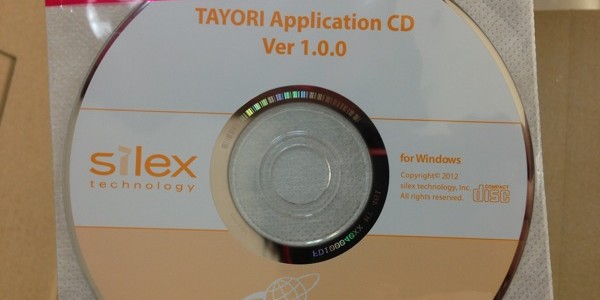 TAYORI Application CD
Ver 1.0.0
silex
technology
for Windows
Copyright© 2012
silex technology, Inc.
All rights reserved.
COMPACT
disc